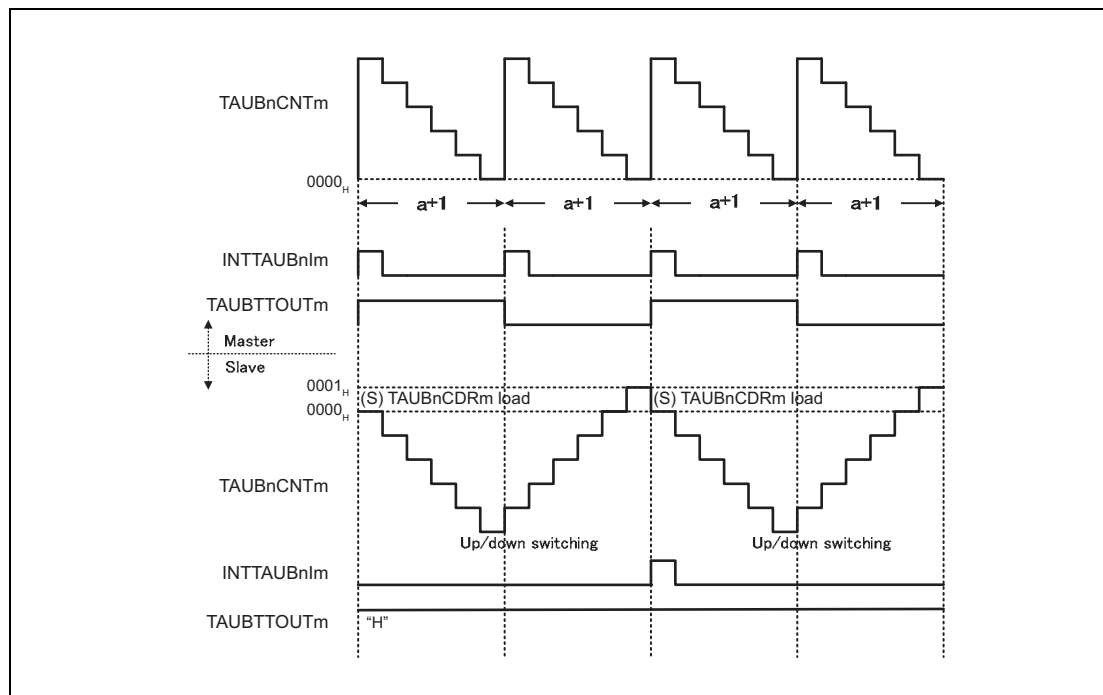 TAUBnCNTm
0000H
a+1 a+1 a+1 a+1
INTTAUBnIm
TAUBTTOUTm
Master
Slave
0001H
(S) TAUBnCDRm load (S) TAUBnCDRm load
0000H
TAUBnCNTm
Up/down switching Up/down switching
INTTAUBnIm
TAUBTTOUTm “H”